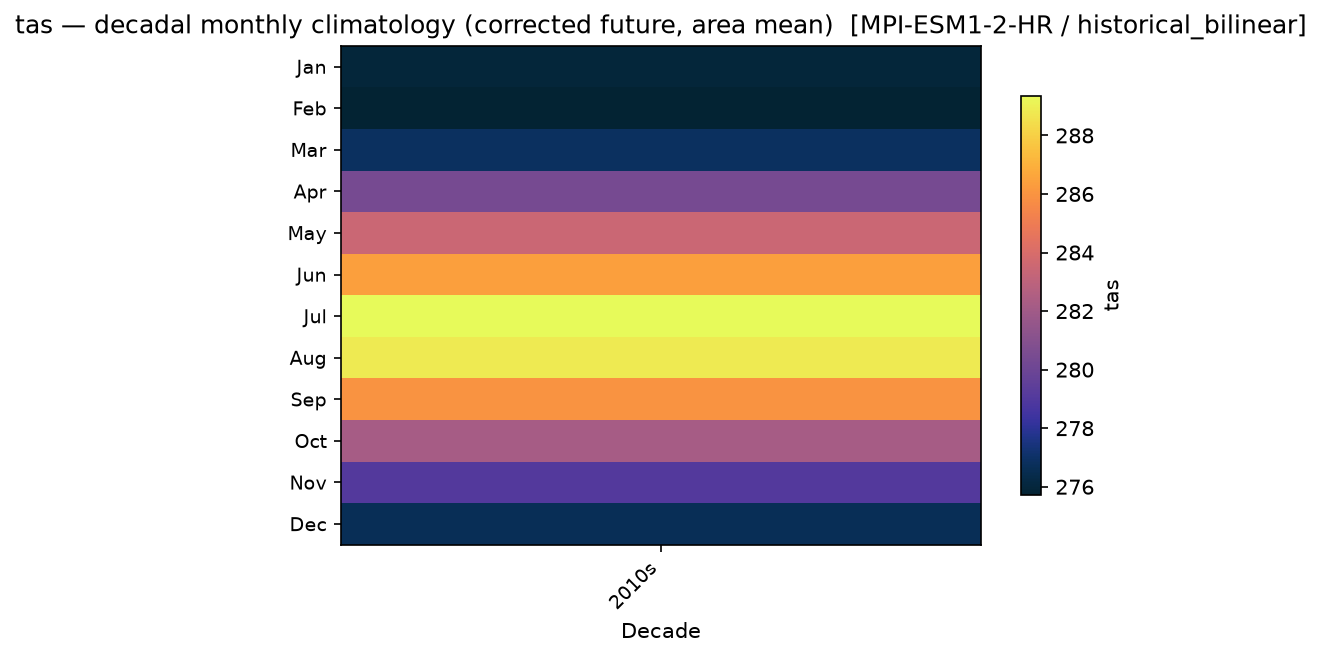 tas — decadal monthly climatology (corrected future, area mean)  [MPI-ESM1-2-HR / historical_bilinear]
Jan
Feb
Mar
Apr
May
Jun
Jul
Aug
Sep
Oct
Nov
Dec
2010s
Decade
288
286
284
282
280
278
276
tas